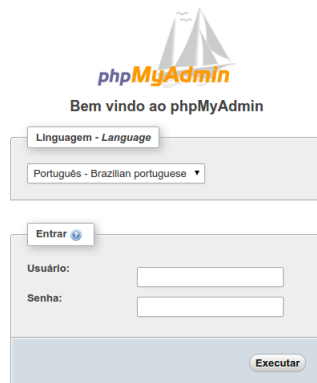 phpMyAdmin
Bem vindo ao phpMyAdmin
Linguagem - Language
Português - Brazilian portuguese
Entrar
Usuário:
Senha:
Executar